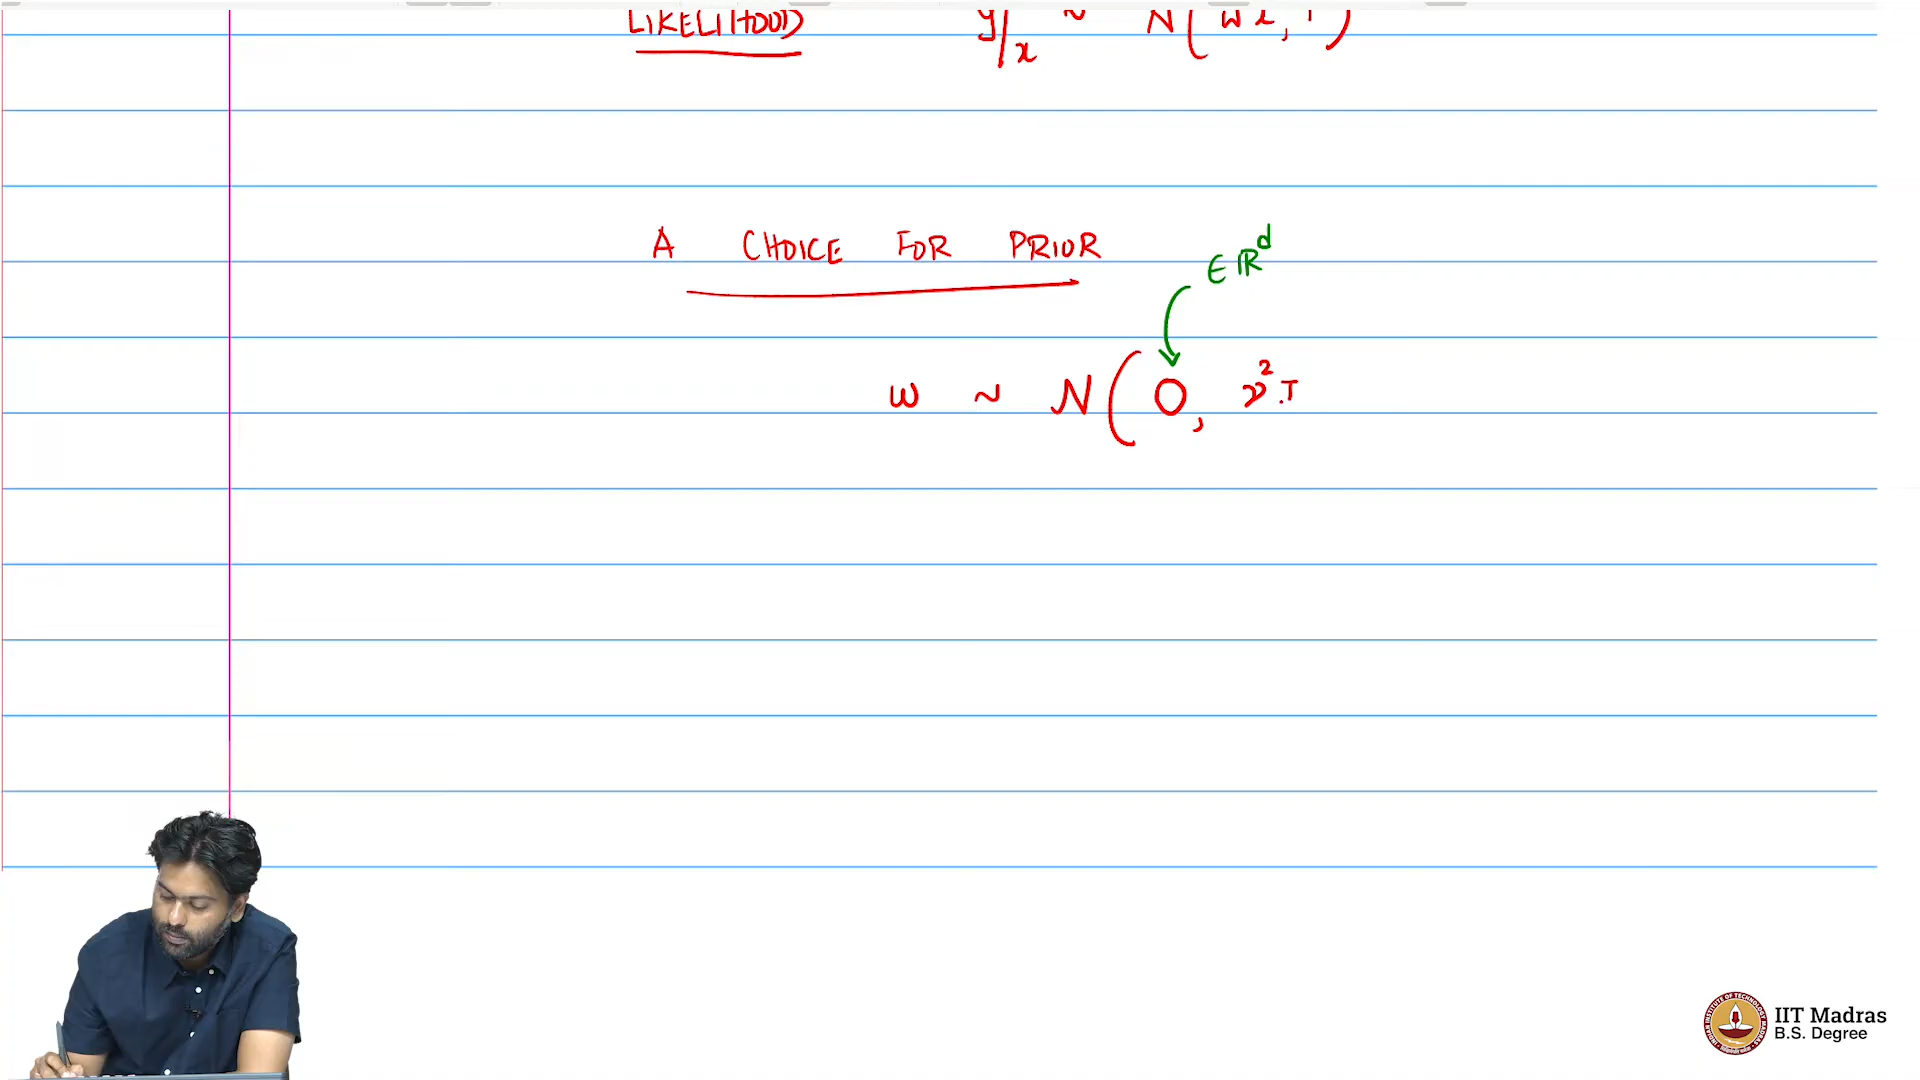 LIKELIHOOD y/x ~ N(
A CHOICE FOR PRIOR
∈ ℝ^d
w ~ N(0, γ².I
IIT Madras
B.S. Degree